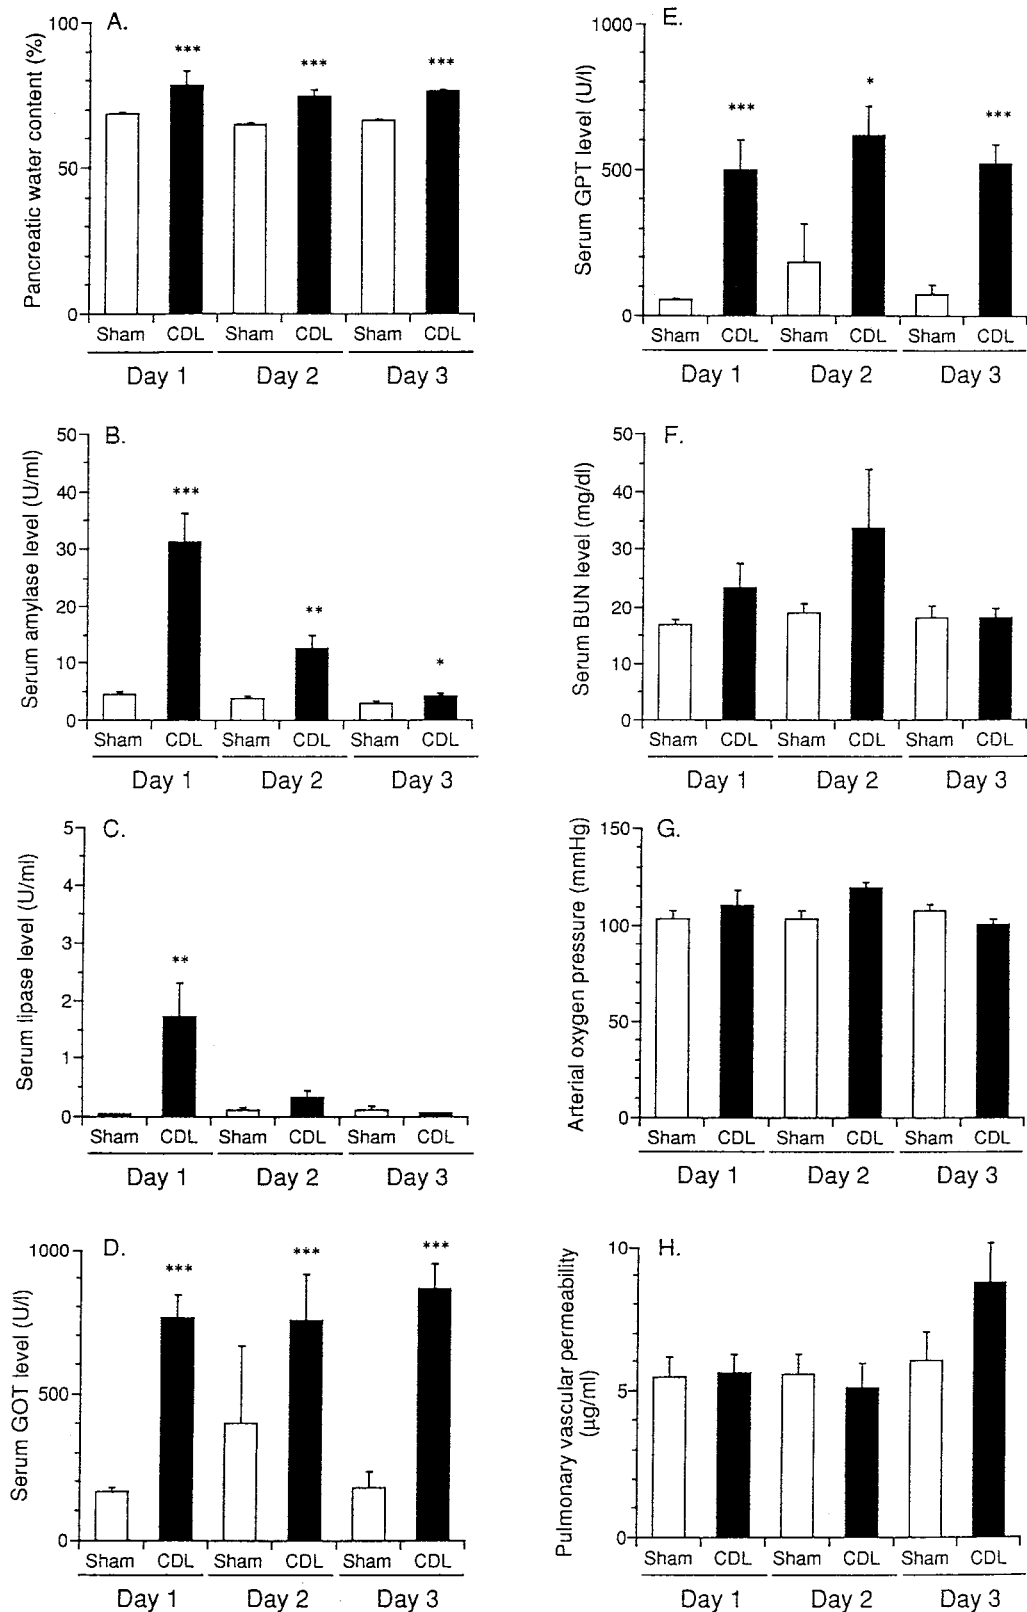 A.
Pancreatic water content (%)
100
50
0
*** *** ***
Sham CDL Sham CDL Sham CDL
Day 1 Day 2 Day 3
B.
Serum amylase level (U/ml)
50
40
30
20
10
0
*** ** *
Sham CDL Sham CDL Sham CDL
Day 1 Day 2 Day 3
C.
Serum lipase level (U/ml)
5
4
3
2
1
0
**
Sham CDL Sham CDL Sham CDL
Day 1 Day 2 Day 3
D.
Serum GOT level (U/l)
1000
500
0
*** *** ***
Sham CDL Sham CDL Sham CDL
Day 1 Day 2 Day 3
E.
Serum GPT level (U/l)
1000
500
0
*** * ***
Sham CDL Sham CDL Sham CDL
Day 1 Day 2 Day 3
F.
Serum BUN level (mg/dl)
50
40
30
20
10
0
Sham CDL Sham CDL Sham CDL
Day 1 Day 2 Day 3
G.
Arterial oxygen pressure (mmHg)
150
100
50
0
Sham CDL Sham CDL Sham CDL
Day 1 Day 2 Day 3
H.
Pulmonary vascular permeability
(µg/ml)
10
5
0
Sham CDL Sham CDL Sham CDL
Day 1 Day 2 Day 3